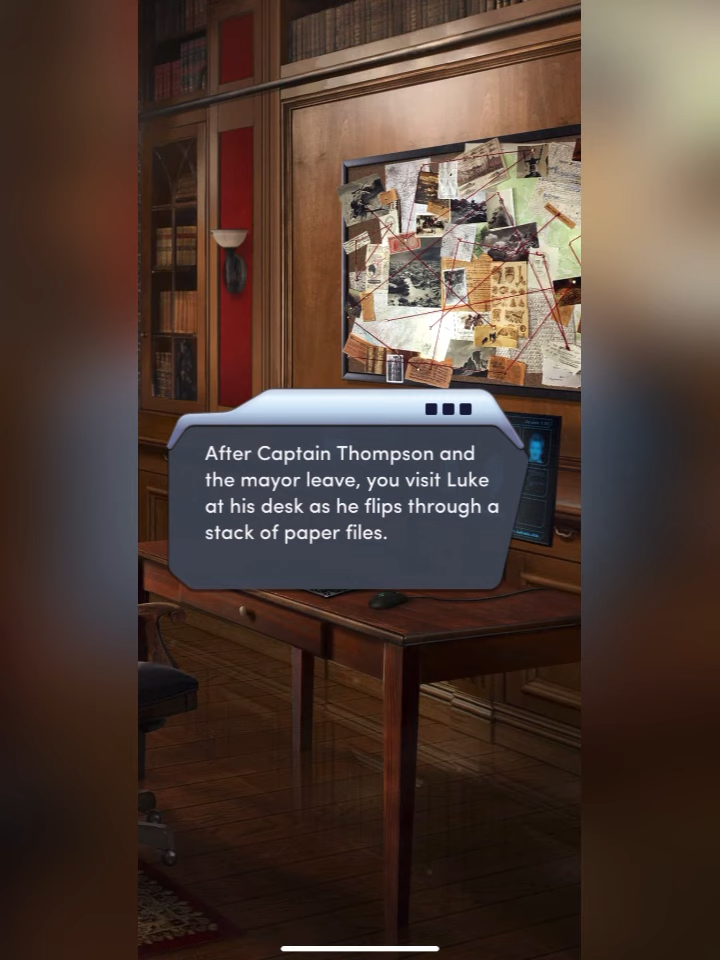 After Captain Thompson and
the mayor leave, you visit Luke
at his desk as he flips through a
stack of paper files.